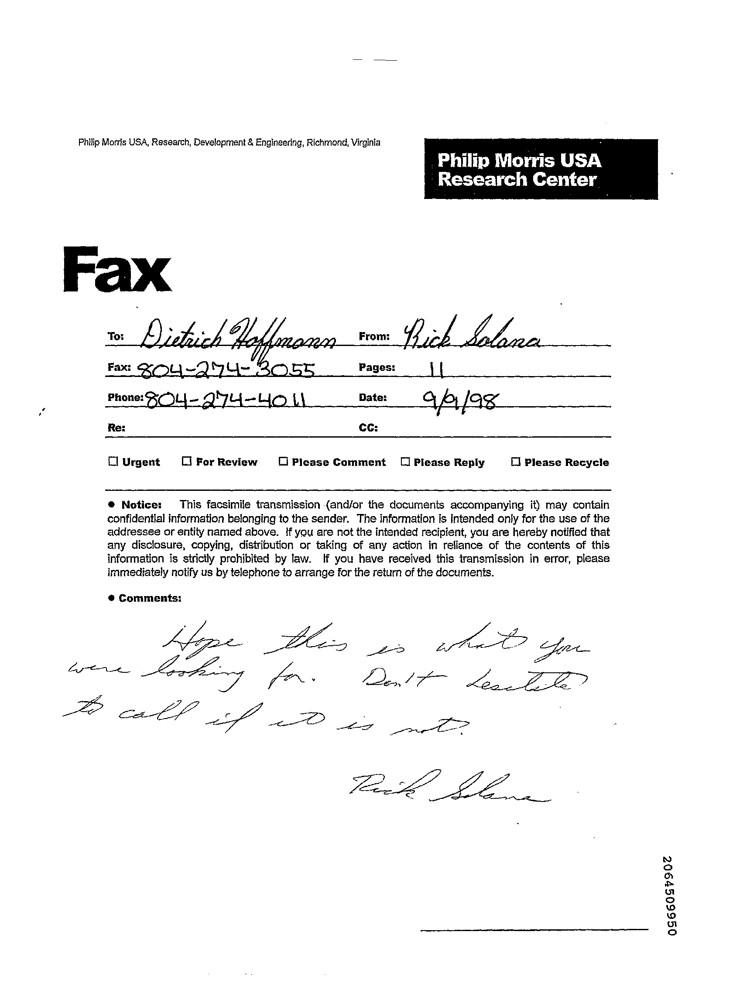 Philip Morris USA, Research, Development & Engineering, Richmond, Virginia
Philip Morris USA
Research Center
Fax
To: Dietrich Hoffmann From: Rick Solana
Fax: 804-274-3055 Pages: 11
Phone: 804-274-4011 Date: 9/9/98
Re: CC:
☐ Urgent ☐ For Review ☐ Please Comment ☐ Please Reply ☐ Please Recycle
● Notice: This facsimile transmission (and/or the documents accompanying it) may contain
confidential information belonging to the sender. The information is intended only for the use of the
addressee or entity named above. If you are not the intended recipient, you are hereby notified that
any disclosure, copying, distribution or taking of any action in reliance of the contents of this
information is strictly prohibited by law. If you have received this transmission in error, please
immediately notify us by telephone to arrange for the return of the documents.
● Comments:
Hope this is what you
were looking for. Don't hesitate
to call if it is not.
Rick Solana
2064509950